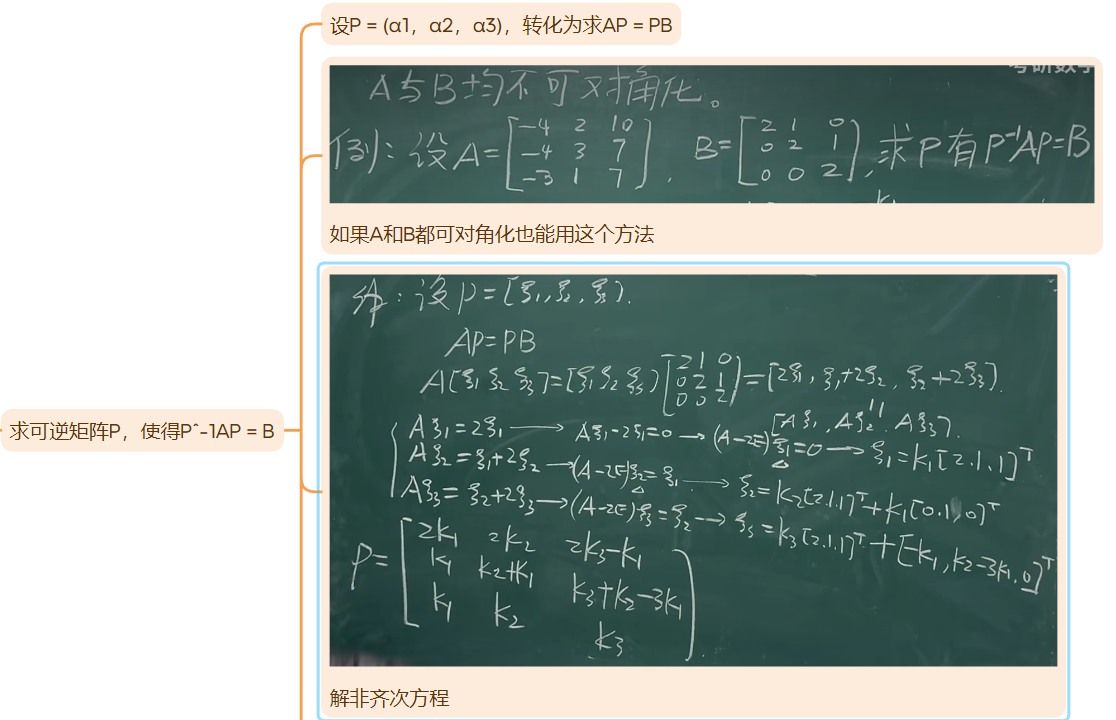 设P = (α1，α2，α3)，转化为求AP = PB
考研数学
A与B均不可对角化。
例：设A=[-4 2 10
-4 3 7
-3 1 7]. B=[2 1 0
0 2 1
0 0 2],求P有P⁻¹AP=B
如果A和B都可对角化也能用这个方法
求可逆矩阵P，使得P^-1AP = B
设P=[ξ₁,ξ₂,ξ₃).
AP=PB
A[ξ₁ ξ₂ ξ₃)=[ξ₁ ξ₂ ξ₃)[2 1 0
0 2 1
0 0 2)=[2ξ₁, ξ₁+2ξ₂, ξ₂+2ξ₃).
[Aξ₁, Aξ₂, Aξ₃).
Aξ₁=2ξ₁ → Aξ₁-2ξ₁=0 → (A-2E)ξ₁=0 → ξ₁=k₁[2.1.1]ᵀ
Aξ₂=ξ₁+2ξ₂ → (A-2E)ξ₂=ξ₁ → ξ₂=k₂[2.1.1]ᵀ+k₁[0.1,0]ᵀ
Aξ₃=ξ₂+2ξ₃ → (A-2E)ξ₃=ξ₂ → ξ₃=k₃[2.1.1]ᵀ+[-k₁,k₂-3k₁,0]ᵀ
P=[2k₁ 2k₂ 2k₃-k₁
k₁ k₂+k₁ k₃+k₂-3k₁
k₁ k₂ k₃).
解非齐次方程